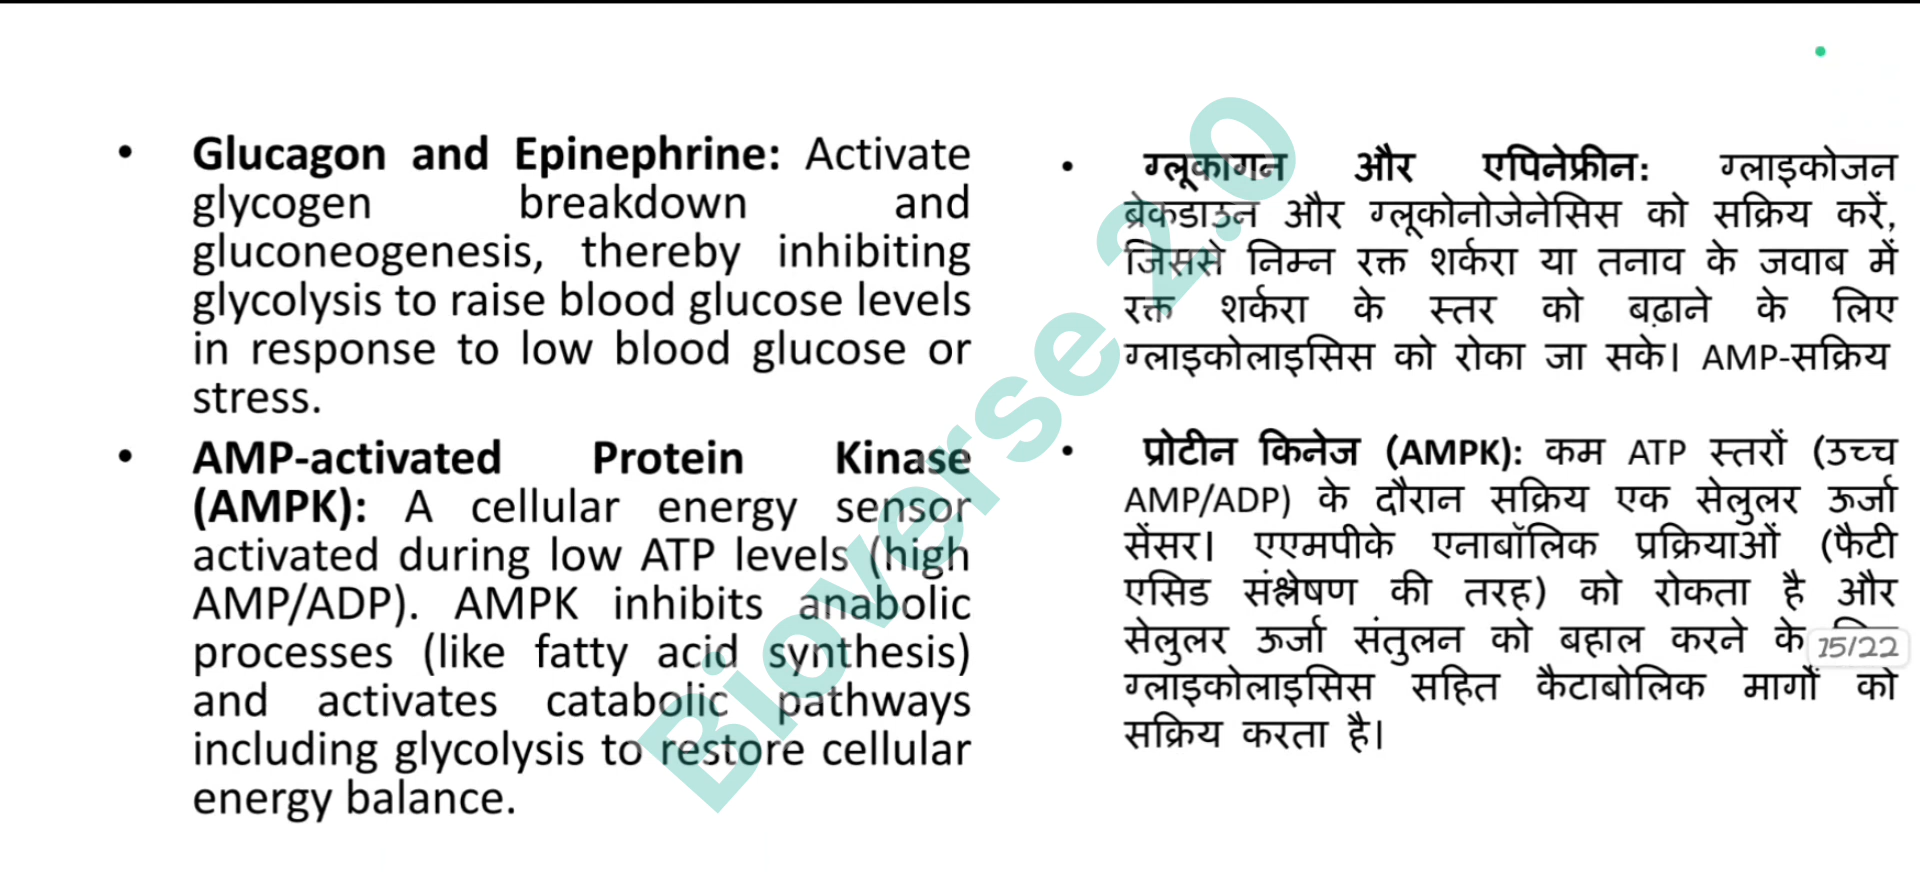 • Glucagon and Epinephrine: Activate
glycogen breakdown and
gluconeogenesis, thereby inhibiting
glycolysis to raise blood glucose levels
in response to low blood glucose or
stress.
• AMP-activated Protein Kinase
(AMPK): A cellular energy sensor
activated during low ATP levels (high
AMP/ADP). AMPK inhibits anabolic
processes (like fatty acid synthesis)
and activates catabolic pathways
including glycolysis to restore cellular
energy balance.
• ग्लूकागन और एपिनेफ्रीन: ग्लाइकोजन
ब्रेकडाउन और ग्लूकोनोजेनेसिस को सक्रिय करें,
जिससे निम्न रक्त शर्करा या तनाव के जवाब में
रक्त शर्करा के स्तर को बढ़ाने के लिए
ग्लाइकोलाइसिस को रोका जा सके। AMP-सक्रिय
• प्रोटीन किनेज (AMPK): कम ATP स्तरों (उच्च
AMP/ADP) के दौरान सक्रिय एक सेलुलर ऊर्जा
सेंसर। एएमपीके एनाबॉलिक प्रक्रियाओं (फैटी
एसिड संश्लेषण की तरह) को रोकता है और
सेलुलर ऊर्जा संतुलन को बहाल करने के
ग्लाइकोलाइसिस सहित कैटाबोलिक मार्गों को
सक्रिय करता है।
15/22
Bioverse 2.0